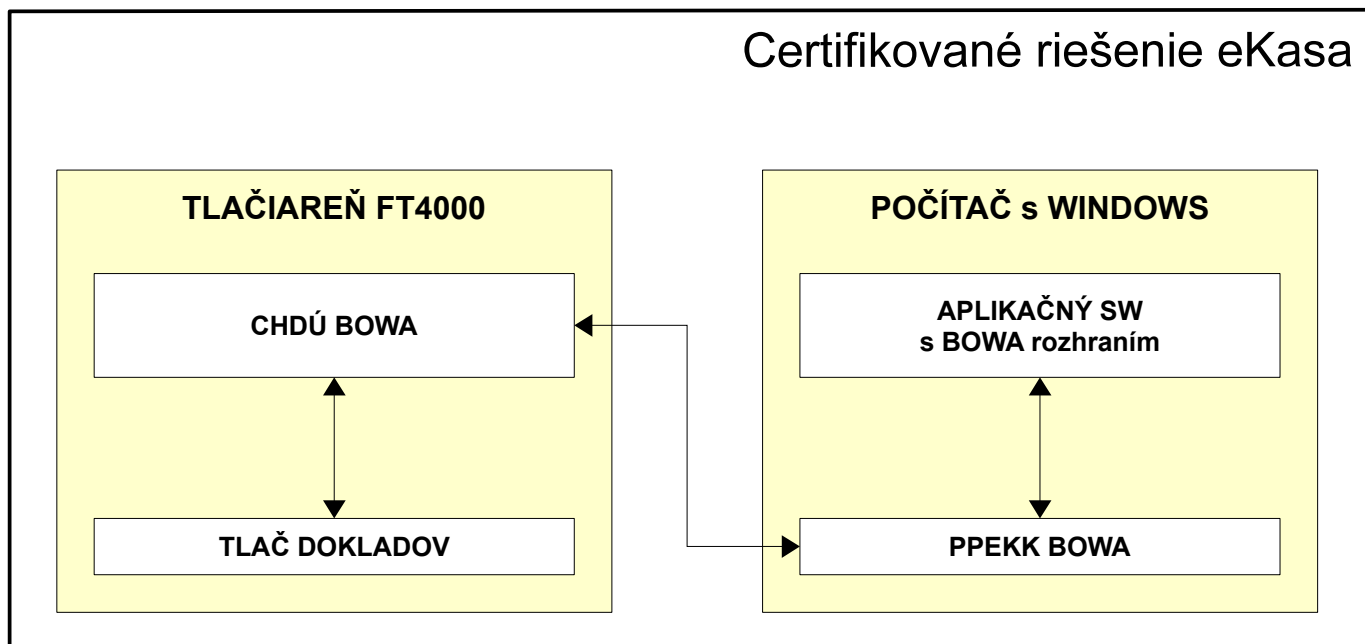 Certifikované riešenie eKasa
TLAČIAREŇ FT4000
CHDÚ BOWA
TLAČ DOKLADOV
POČÍTAČ s WINDOWS
APLIKAČNÝ SW
s BOWA rozhraním
PPEKK BOWA